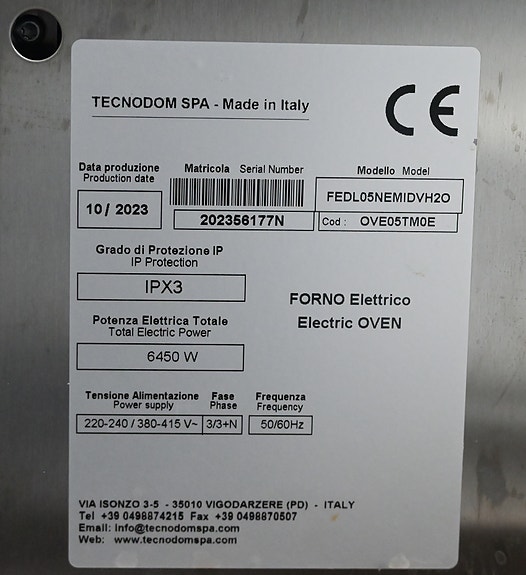 TECNODOM SPA - Made in Italy
CE
Data produzione
Production date
10 / 2023
Matricola Serial Number
202356177N
Modello Model
FEDL05NEMIDVH2O
Cod : OVE05TM0E
Grado di Protezione IP
IP Protection
IPX3
Potenza Elettrica Totale
Total Electric Power
6450 W
FORNO Elettrico
Electric OVEN
Tensione Alimentazione
Power supply
220-240 / 380-415 V~
Fase
Phase
3/3+N
Frequenza
Frequency
50/60Hz
VIA ISONZO 3-5 - 35010 VIGODARZERE (PD) - ITALY
Tel +39 0498874215 Fax +39 0498870507
Email: Info@tecnodomspa.com
Web: www.tecnodomspa.com